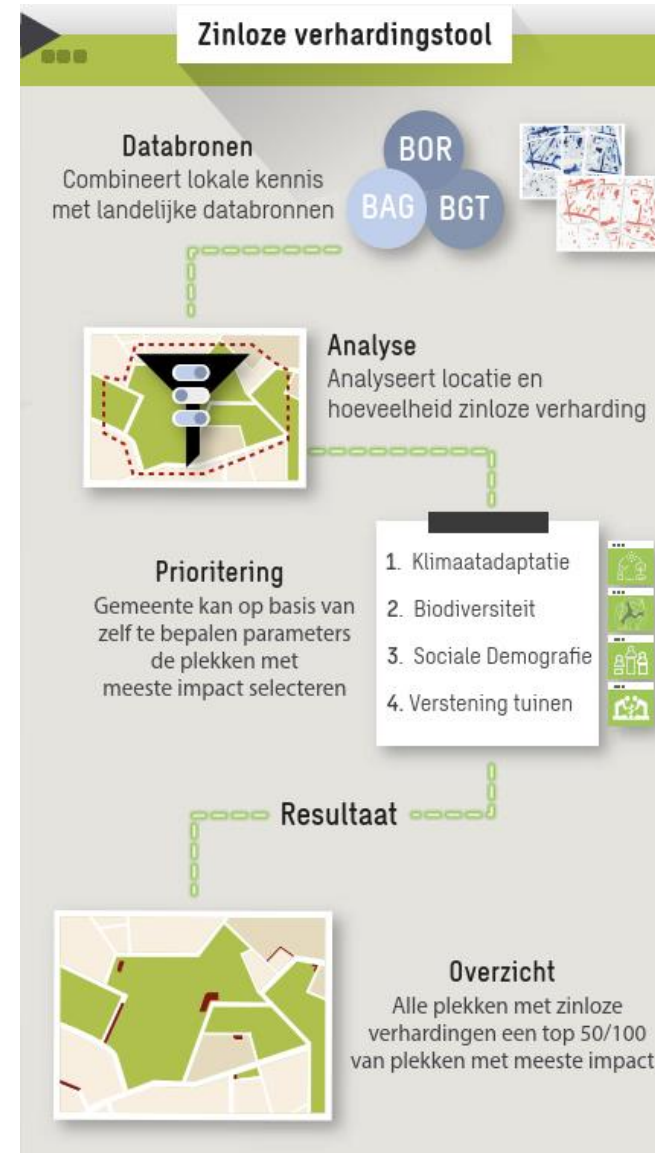 Zinloze verhardingstool
Databronen
Combineert lokale kennis
met landelijke databronnen
BOR
BAG
BGT
Analyse
Analyseert locatie en
hoeveelheid zinloze verharding
Prioritering
Gemeente kan op basis van
zelf te bepalen parameters
de plekken met
meeste impact selecteren
1. Klimaatadaptatie
2. Biodiversiteit
3. Sociale Demografie
4. Verstening tuinen
Resultaat
Overzicht
Alle plekken met zinloze
verhardingen een top 50/100
van plekken met meeste impact